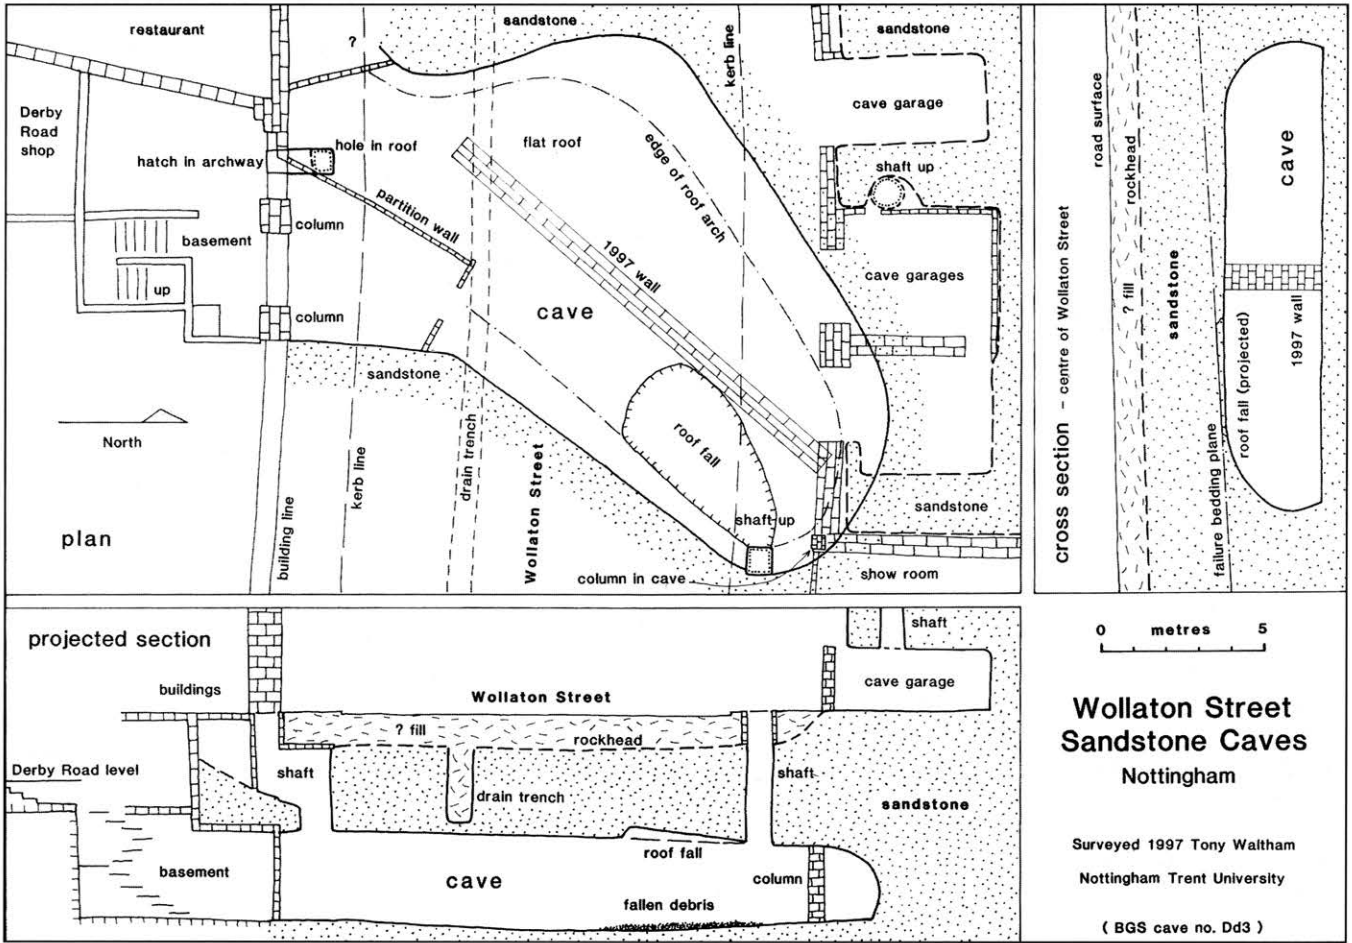 restaurant
Derby
Road
shop
hatch in archway
basement
up
column
column
North
plan
building line
kerb line
drain trench
Wollaton Street
sandstone
?
hole in roof
partition wall
flat roof
sandstone
kerb line
edge of roof arch
1997 wall
cave
roof fall
shaft up
column in cave
sandstone
cave garage
shaft up
cave garages
sandstone
show room
cross section - centre of Wollaton Street
road surface
rockhead
? fill
sandstone
failure bedding plane
roof fall (projected)
1997 wall
cave
projected section
buildings
Derby Road level
basement
Wollaton Street
? fill
rockhead
shaft
drain trench
roof fall
cave
fallen debris
shaft
column
sandstone
cave garage
shaft
0 metres 5
Wollaton Street
Sandstone Caves
Nottingham
Surveyed 1997 Tony Waltham
Nottingham Trent University
( BGS cave no. Dd3 )